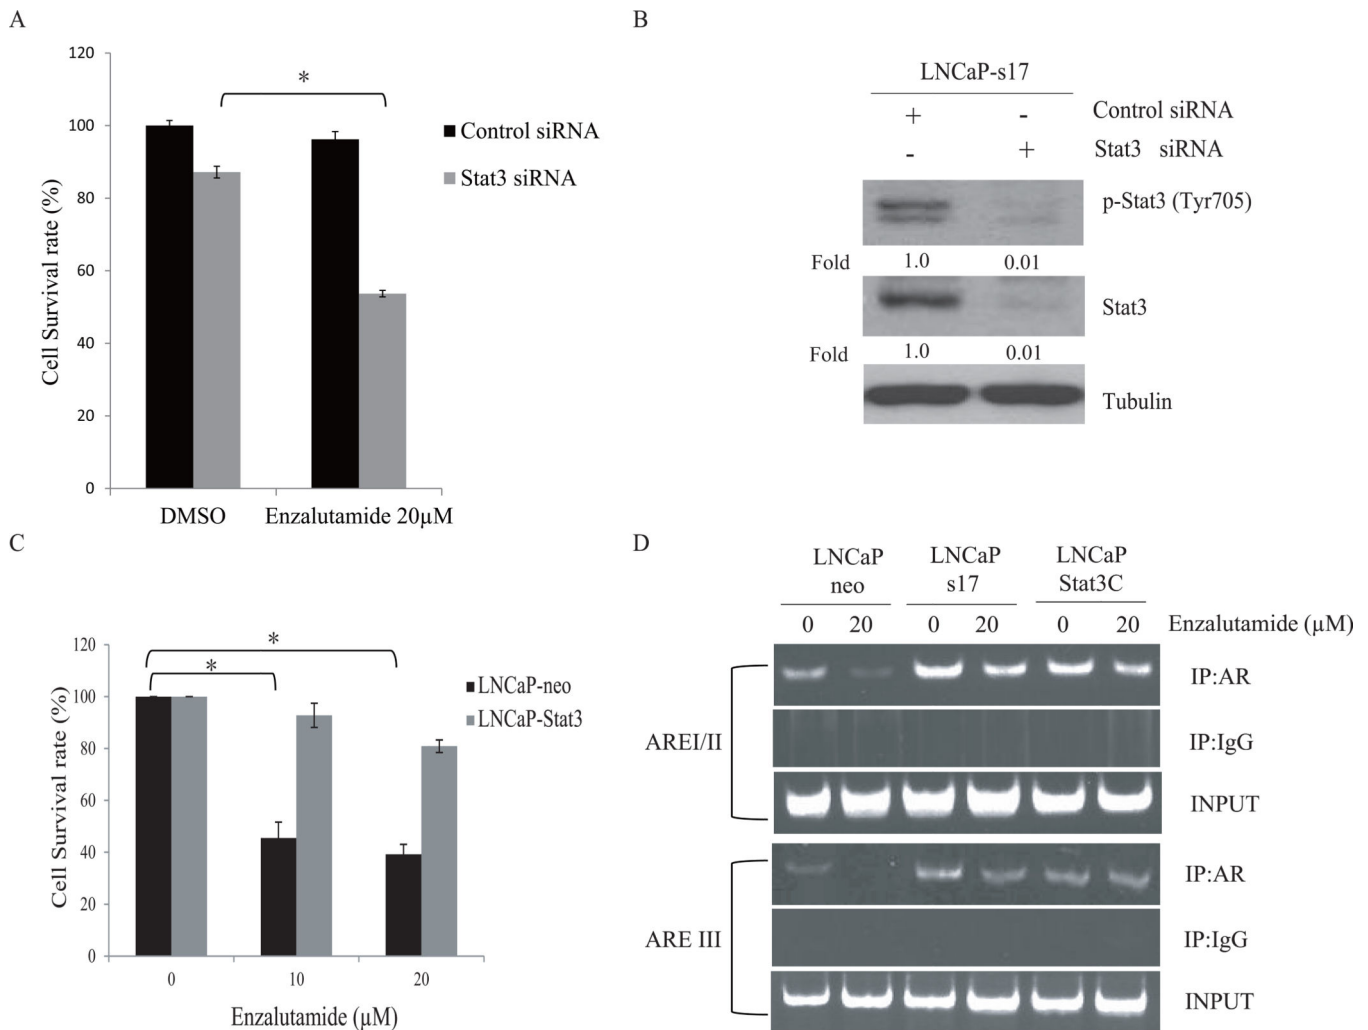 A
120
100
80
60
40
20
0
Cell Survival rate (%)
*
Control siRNA
Stat3 siRNA
DMSO Enzalutamide 20μM
B
LNCaP-s17
+ - Control siRNA
- + Stat3 siRNA
p-Stat3 (Tyr705)
Fold 1.0 0.01
Stat3
Fold 1.0 0.01
Tubulin
C
120
100
80
60
40
20
0
Cell Survival rate (%)
*
*
LNCaP-neo
LNCaP-Stat3
0 10 20
Enzalutamide (μM)
D
LNCaP LNCaP LNCaP
neo s17 Stat3C
0 20 0 20 0 20 Enzalutamide (μM)
AREI/II
IP:AR
IP:IgG
INPUT
ARE III
IP:AR
IP:IgG
INPUT